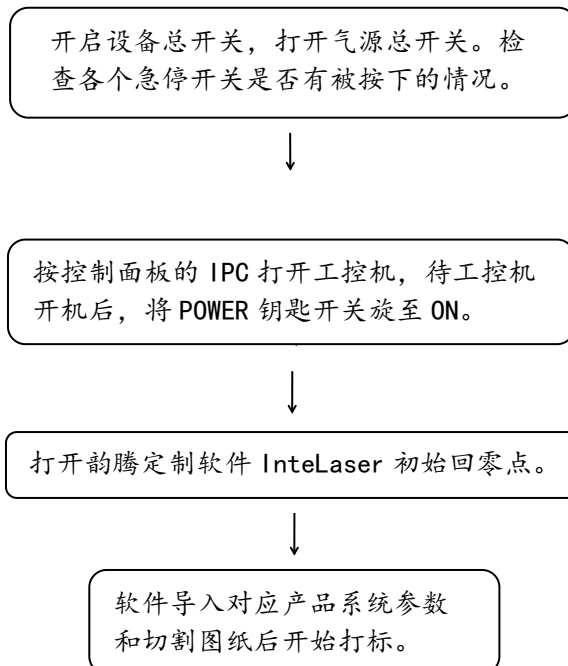 开启设备总开关，打开气源总开关。检
查各个急停开关是否有被按下的情况。
按控制面板的 IPC 打开工控机，待工控机
开机后，将 POWER 钥匙开关旋至 ON。
打开韵腾定制软件 InteLaser 初始回零点。
软件导入对应产品系统参数
和切割图纸后开始打标。